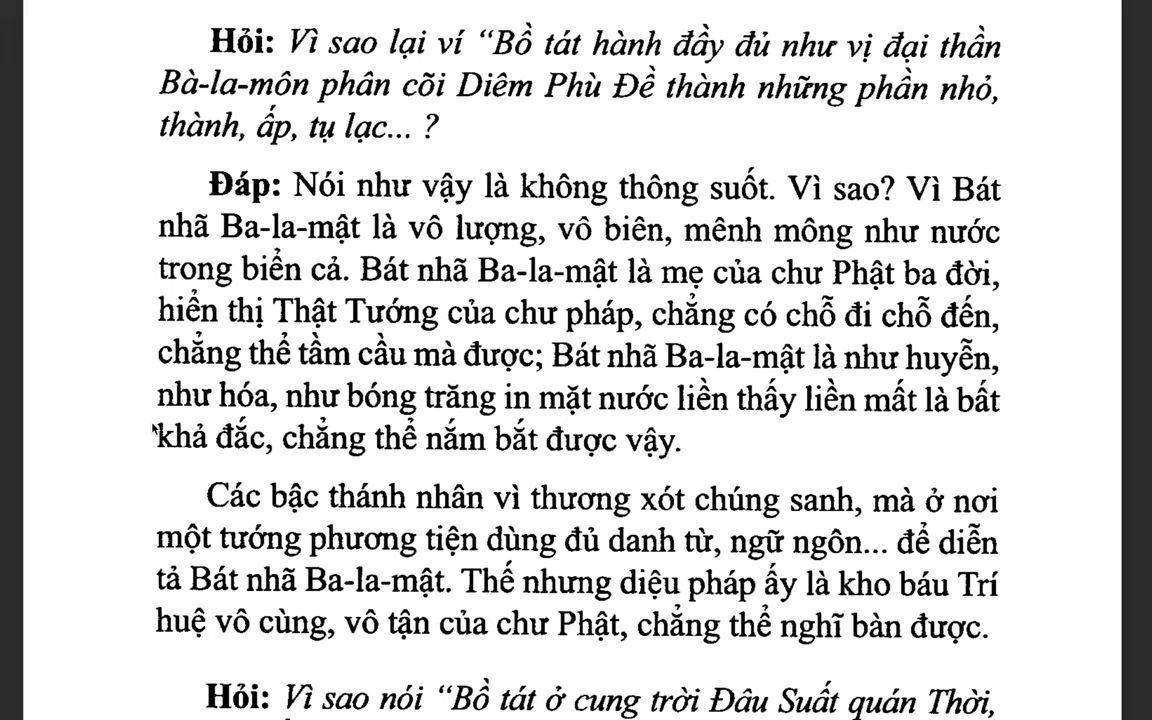 Hỏi: Vì sao lại ví “Bồ tát hành đầy đủ như vị đại thần
Bà-la-môn phân cõi Diêm Phù Đề thành những phần nhỏ,
thành, ấp, tụ lạc... ?
Đáp: Nói như vậy là không thông suốt. Vì sao? Vì Bát
nhã Ba-la-mật là vô lượng, vô biên, mênh mông như nước
trong biển cả. Bát nhã Ba-la-mật là mẹ của chư Phật ba đời,
hiển thị Thật Tướng của chư pháp, chẳng có chỗ đi chỗ đến,
chẳng thể tầm cầu mà được; Bát nhã Ba-la-mật là như huyễn,
như hóa, như bóng trăng in mặt nước liền thấy liền mất là bất
khả đắc, chẳng thể nắm bắt được vậy.
Các bậc thánh nhân vì thương xót chúng sanh, mà ở nơi
một tướng phương tiện dùng đủ danh từ, ngữ ngôn... để diễn
tả Bát nhã Ba-la-mật. Thế nhưng diệu pháp ấy là kho báu Trí
huệ vô cùng, vô tận của chư Phật, chẳng thể nghĩ bàn được.
Hỏi: Vì sao nói “Bồ tát ở cung trời Đâu Suất quán Thời,